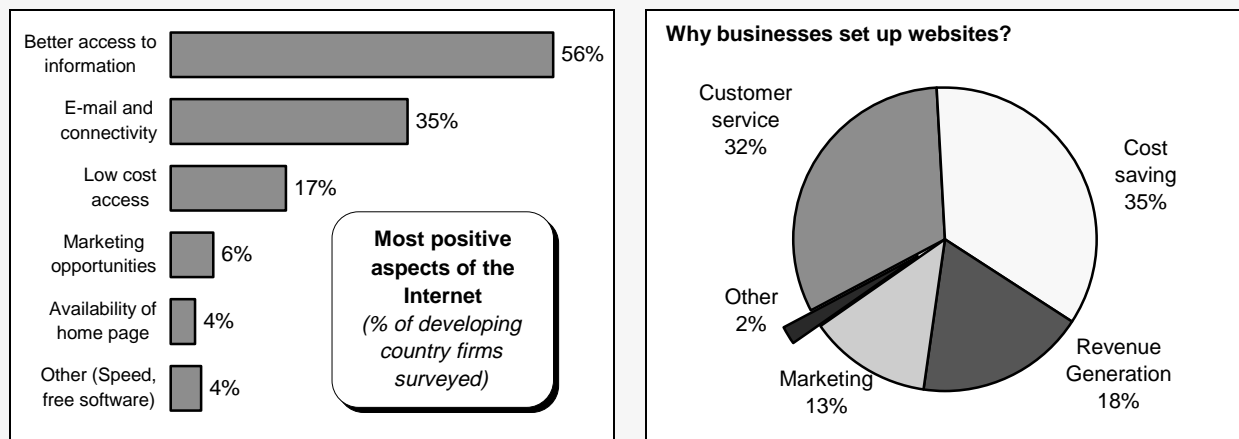 Better access to
information
56%
E-mail and
connectivity
35%
Low cost
access
17%
Marketing
opportunities
6%
Availability of
home page
4%
Other (Speed,
free software)
4%
Most positive
aspects of the
Internet
(% of developing
country firms
surveyed)
Why businesses set up websites?
Customer
service
32%
Cost
saving
35%
Other
2%
Marketing
13%
Revenue
Generation
18%